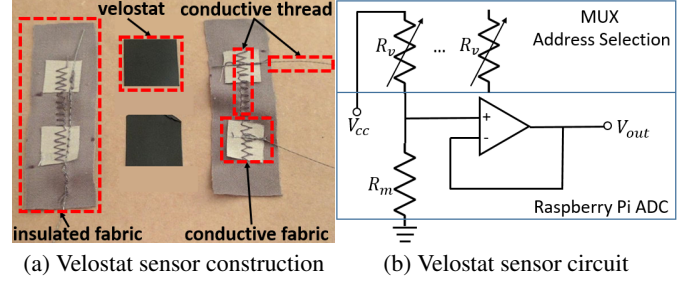 velostat
conductive thread
insulated fabric
conductive fabric
(a) Velostat sensor construction
MUX
Address Selection
R_v ... R_v
V_cc
+
-
V_out
R_m
Raspberry Pi ADC
(b) Velostat sensor circuit